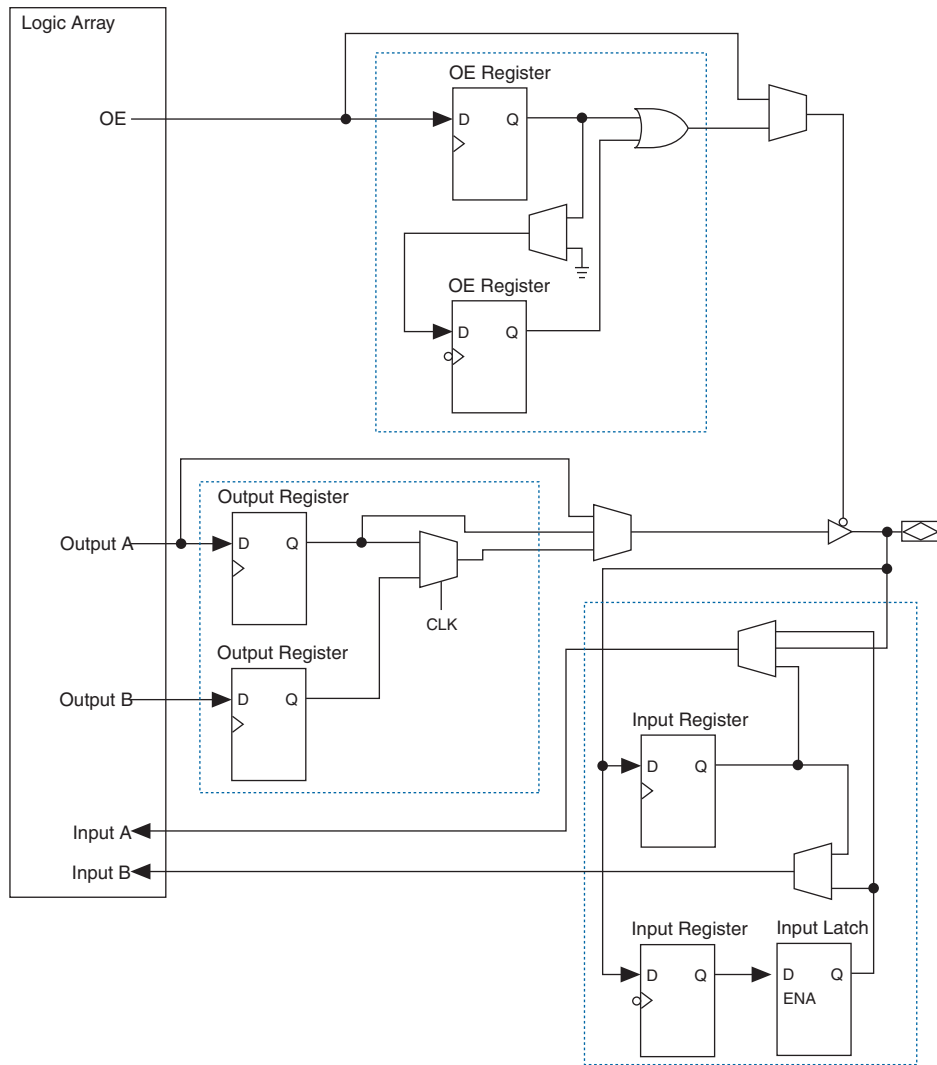 Logic Array
OE
OE Register
D Q
OE Register
D Q
Output Register
Output A
D Q
CLK
Output Register
Output B
D Q
Input Register
D Q
Input A
Input B
Input Register
Input Latch
D Q
D Q
ENA